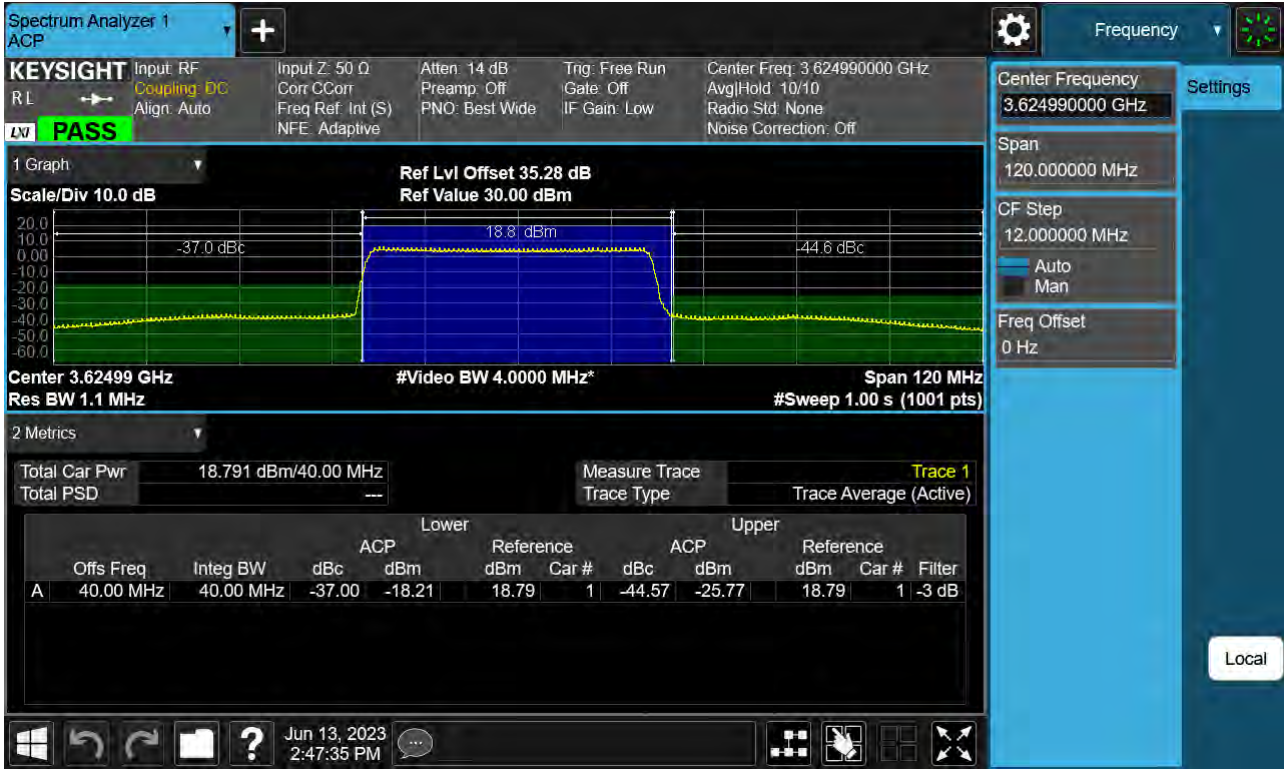 Spectrum Analyzer 1
ACP
+
Frequency
KEYSIGHT
RL
LXI PASS
Input: RF
Coupling: DC
Align: Auto
Input Z: 50 Ω
Corr CCorr
Freq Ref: Int (S)
NFE: Adaptive
Atten: 14 dB
Preamp: Off
PNO: Best Wide
Trig: Free Run
Gate: Off
IF Gain: Low
Center Freq: 3.624990000 GHz
Avg|Hold: 10/10
Radio Std: None
Noise Correction: Off
Center Frequency
3.624990000 GHz
Settings
Span
120.000000 MHz
CF Step
12.000000 MHz
Auto
Man
Freq Offset
0 Hz
1 Graph
Scale/Div 10.0 dB
Ref Lvl Offset 35.28 dB
Ref Value 30.00 dBm
20.0
10.0
0.00
-10.0
-20.0
-30.0
-40.0
-50.0
-60.0
-37.0 dBc
18.8 dBm
-44.6 dBc
Center 3.62499 GHz
#Video BW 4.0000 MHz*
Span 120 MHz
Res BW 1.1 MHz
#Sweep 1.00 s (1001 pts)
2 Metrics
Total Car Pwr 18.791 dBm/40.00 MHz
Total PSD ---
Measure Trace Trace 1
Trace Type Trace Average (Active)
Lower Upper
ACP Reference ACP Reference
Offs Freq Integ BW dBc dBm dBm Car # dBc dBm dBm Car # Filter
A 40.00 MHz 40.00 MHz -37.00 -18.21 18.79 1 -44.57 -25.77 18.79 1 -3 dB
Local
?
Jun 13, 2023
2:47:35 PM